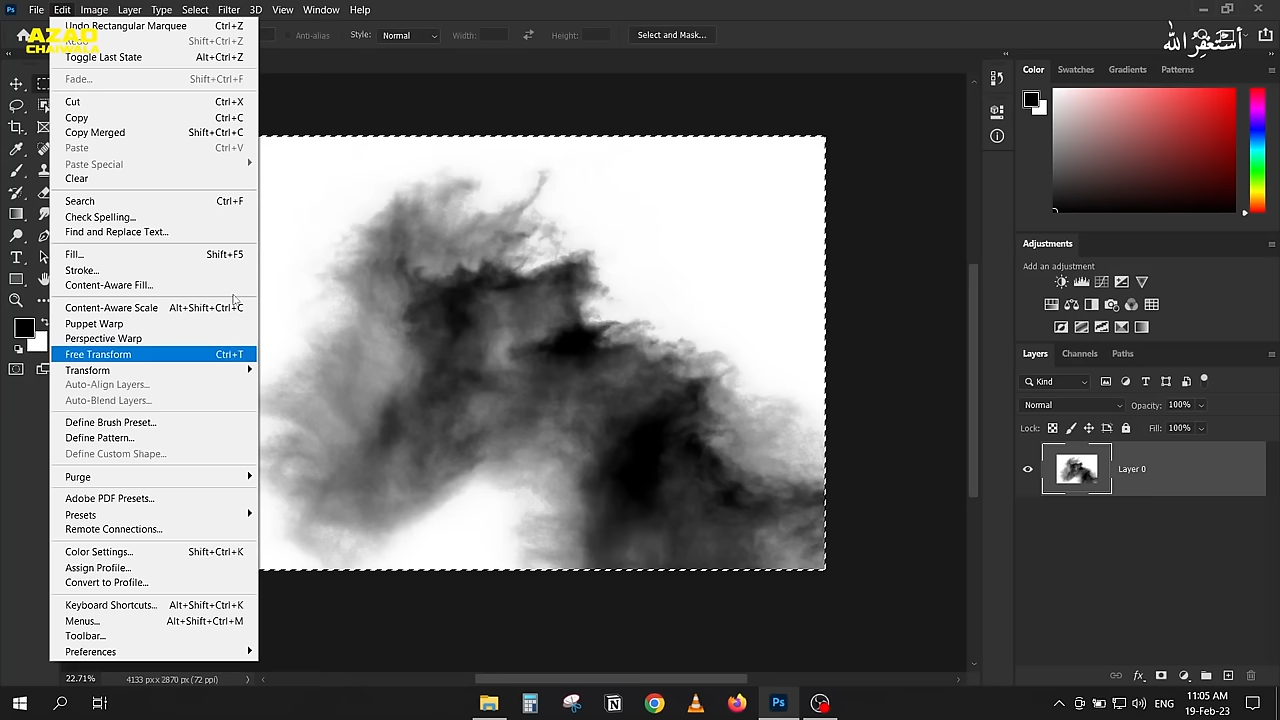 Ps File Edit Image Layer Type Select Filter 3D View Window Help
Anti-alias Style: Normal Width: Height: Select and Mask...
AZAD
CHAIWALA
أستغفر الله
Undo Rectangular Marquee Ctrl+Z
Redo Shift+Ctrl+Z
Toggle Last State Alt+Ctrl+Z
Fade... Shift+Ctrl+F
Cut Ctrl+X
Copy Ctrl+C
Copy Merged Shift+Ctrl+C
Paste Ctrl+V
Paste Special
Clear
Search Ctrl+F
Check Spelling...
Find and Replace Text...
Fill... Shift+F5
Stroke...
Content-Aware Fill...
Content-Aware Scale Alt+Shift+Ctrl+C
Puppet Warp
Perspective Warp
Free Transform Ctrl+T
Transform
Auto-Align Layers...
Auto-Blend Layers...
Define Brush Preset...
Define Pattern...
Define Custom Shape...
Purge
Adobe PDF Presets...
Presets
Remote Connections...
Color Settings... Shift+Ctrl+K
Assign Profile...
Convert to Profile...
Keyboard Shortcuts... Alt+Shift+Ctrl+K
Menus... Alt+Shift+Ctrl+M
Toolbar...
Preferences
Color Swatches Gradients Patterns
Adjustments
Add an adjustment
Layers Channels Paths
Kind
Normal Opacity: 100%
Lock: Fill: 100%
Layer 0
fx
22.71% 4133 px x 2870 px (72 ppi)
Ps
ENG
11:05 AM
19-Feb-23